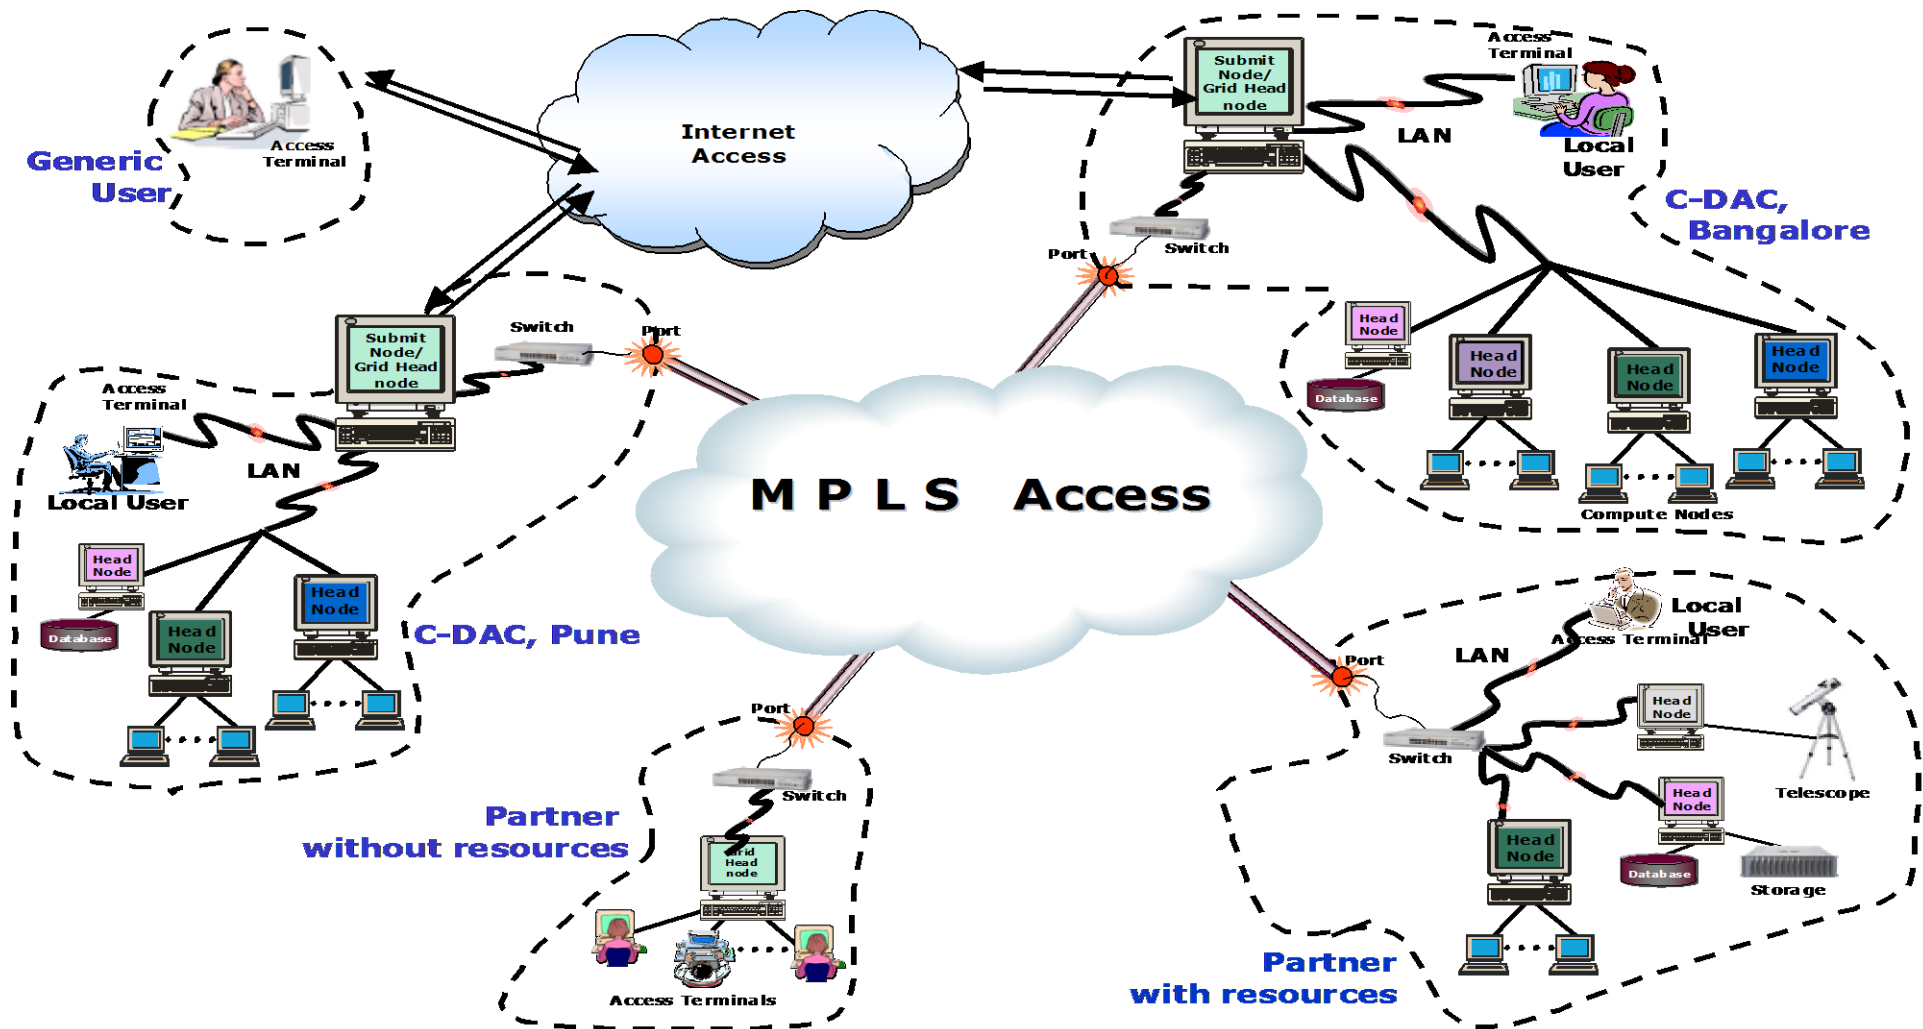 Access
Terminal
Generic
User
Internet
Access
Submit
Node/
Grid Head
node
Access
Terminal
LAN
Local
User
C-DAC,
Bangalore
Switch
Port
Head
Node
Database
Head
Node
Head
Node
Head
Node
Compute Nodes
Submit
Node/
Grid Head
node
Switch
Port
Access
Terminal
LAN
Local User
Head
Node
Database
Head
Node
Head
Node
C-DAC, Pune
MPLS Access
Port
Switch
Partner
without resources
Grid
Head
node
Access Terminals
Port
LAN
Local
User
Access Terminal
Switch
Head
Node
Telescope
Head
Node
Database
Storage
Head
Node
Partner
with resources